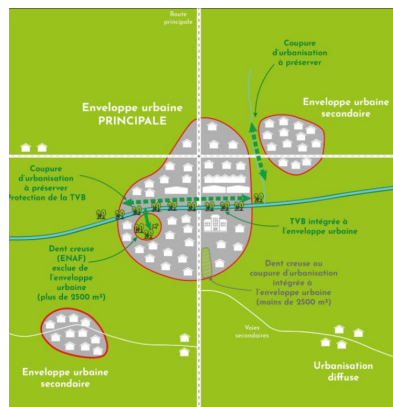 Route
principale
Coupure
d'urbanisation
à préserver
Enveloppe urbaine
PRINCIPALE
Enveloppe urbaine
secondaire
Coupure
d'urbanisation
à préserver
Protection de la TVB
TVB intégrée à
l'enveloppe urbaine
Dent creuse
(ENAF)
exclue de
l'enveloppe
urbaine
(plus de 2500 m²)
Dent creuse ou
coupure d'urbanisation
intégrée à
l'enveloppe urbaine
(moins de 2500 m²)
Voies
secondaires
Enveloppe urbaine
secondaire
Urbanisation
diffuse